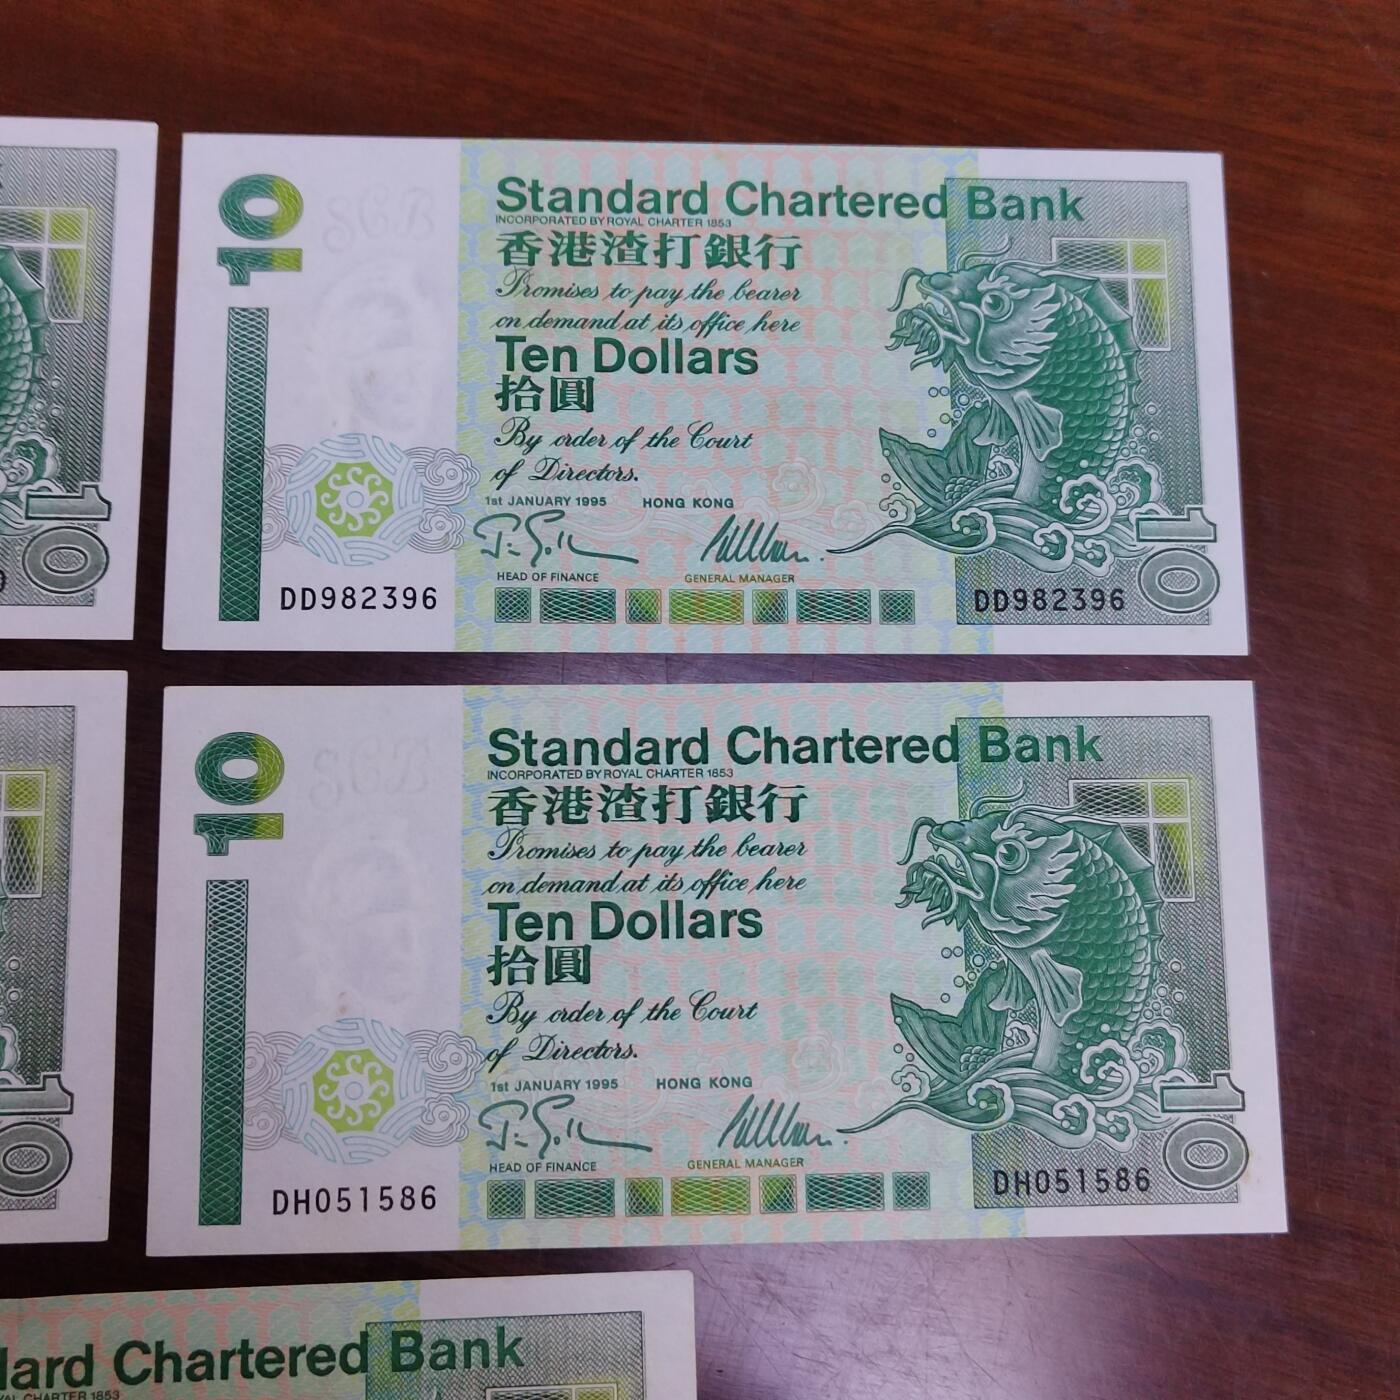 10
SCB
Standard Chartered Bank
INCORPORATED BY ROYAL CHARTER 1853
香港渣打銀行
Promises to pay the bearer
on demand at its office here
Ten Dollars
拾圓
By order of the Court
of Directors.
1st JANUARY 1995 HONG KONG
HEAD OF FINANCE GENERAL MANAGER
DD982396 DD982396
10
10
10
SCB
Standard Chartered Bank
INCORPORATED BY ROYAL CHARTER 1853
香港渣打銀行
Promises to pay the bearer
on demand at its office here
Ten Dollars
拾圓
By order of the Court
of Directors.
1st JANUARY 1995 HONG KONG
HEAD OF FINANCE GENERAL MANAGER
DH051586 DH051586
10
10
dard Chartered Bank
YAL CHARTER 1853